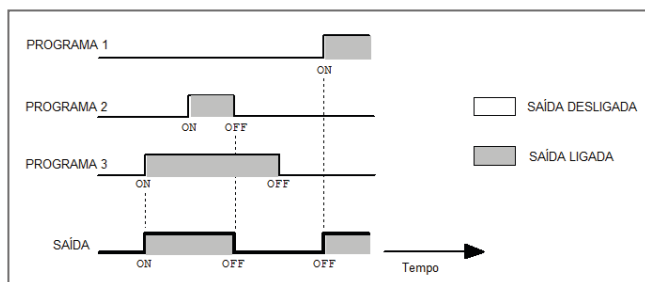 PROGRAMA 1
ON
PROGRAMA 2
ON OFF
SAÍDA DESLIGADA
PROGRAMA 3
ON OFF
SAÍDA LIGADA
SAÍDA
ON OFF OFF
Tempo